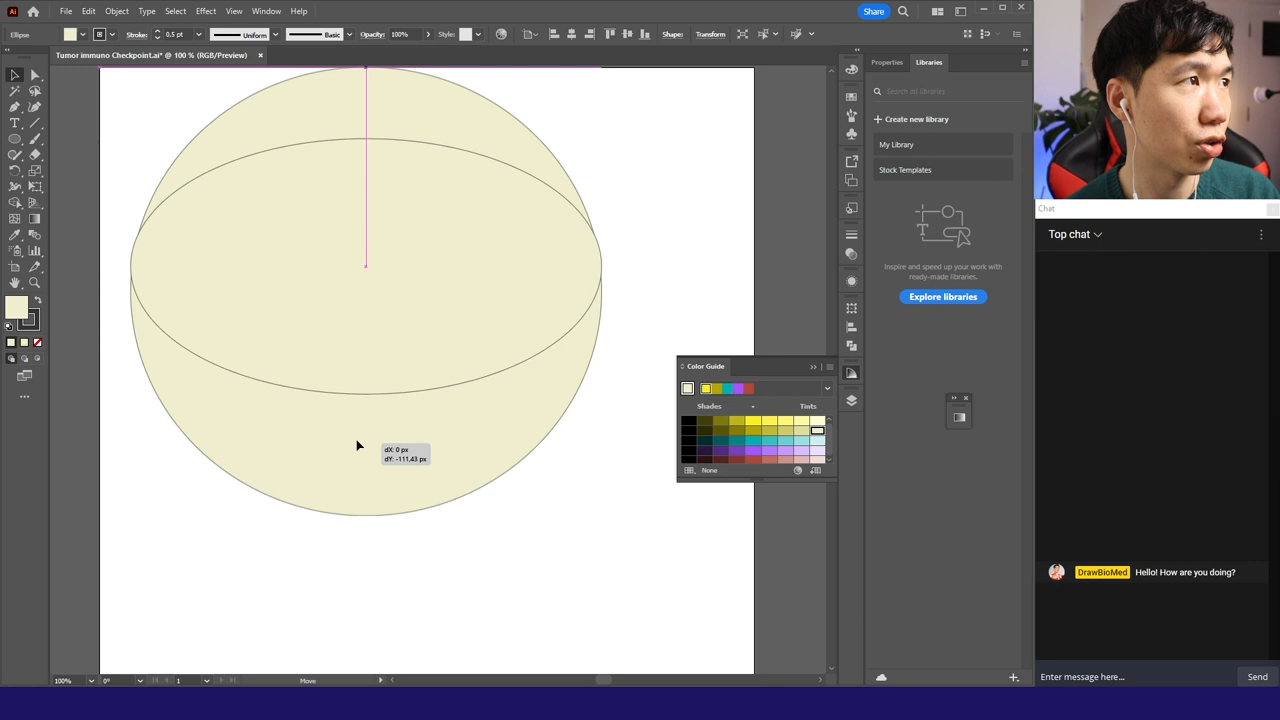 Ai File Edit Object Type Select Effect View Window Help Share
Ellipse Stroke: 0,5 pt Uniform Basic Opacity: 100% Style: Shape: Transform
Tumor immuno Checkpoint.ai* @ 100 % (RGB/Preview)
Properties Libraries
Search all libraries
Create new library
My Library
Stock Templates
Inspire and speed up your work with
ready-made libraries.
Explore libraries
Color Guide
Shades Tints
None
dX: 0 px
dY: -111,43 px
100% 0° 1 Move
Chat
Top chat
DrawBioMed Hello! How are you doing?
Enter message here... Send